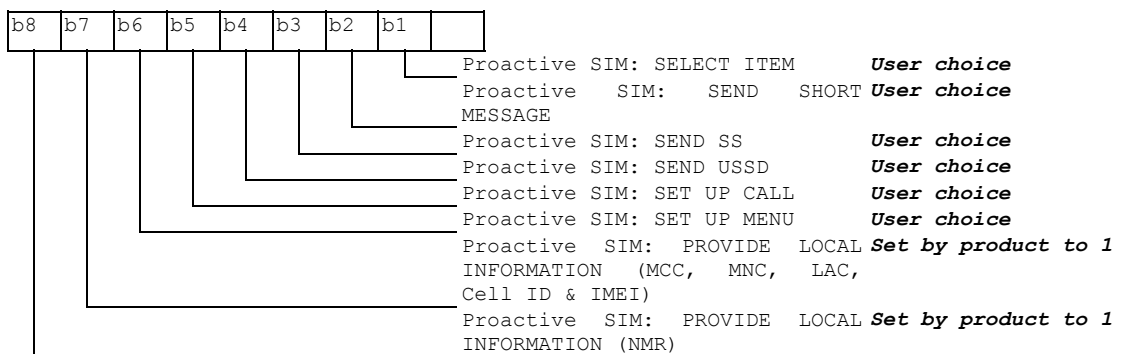 b8 b7 b6 b5 b4 b3 b2 b1
Proactive SIM: SELECT ITEM User choice
Proactive SIM: SEND SHORT User choice
MESSAGE
Proactive SIM: SEND SS User choice
Proactive SIM: SEND USSD User choice
Proactive SIM: SET UP CALL User choice
Proactive SIM: SET UP MENU User choice
Proactive SIM: PROVIDE LOCAL Set by product to 1
INFORMATION (MCC, MNC, LAC,
Cell ID & IMEI)
Proactive SIM: PROVIDE LOCAL Set by product to 1
INFORMATION (NMR)